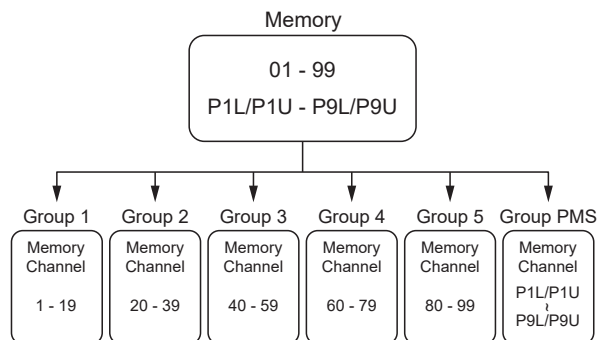 Memory
01 - 99
P1L/P1U - P9L/P9U
Group 1
Memory
Channel
1 - 19
Group 2
Memory
Channel
20 - 39
Group 3
Memory
Channel
40 - 59
Group 4
Memory
Channel
60 - 79
Group 5
Memory
Channel
80 - 99
Group PMS
Memory
Channel
P1L/P1U
~
P9L/P9U